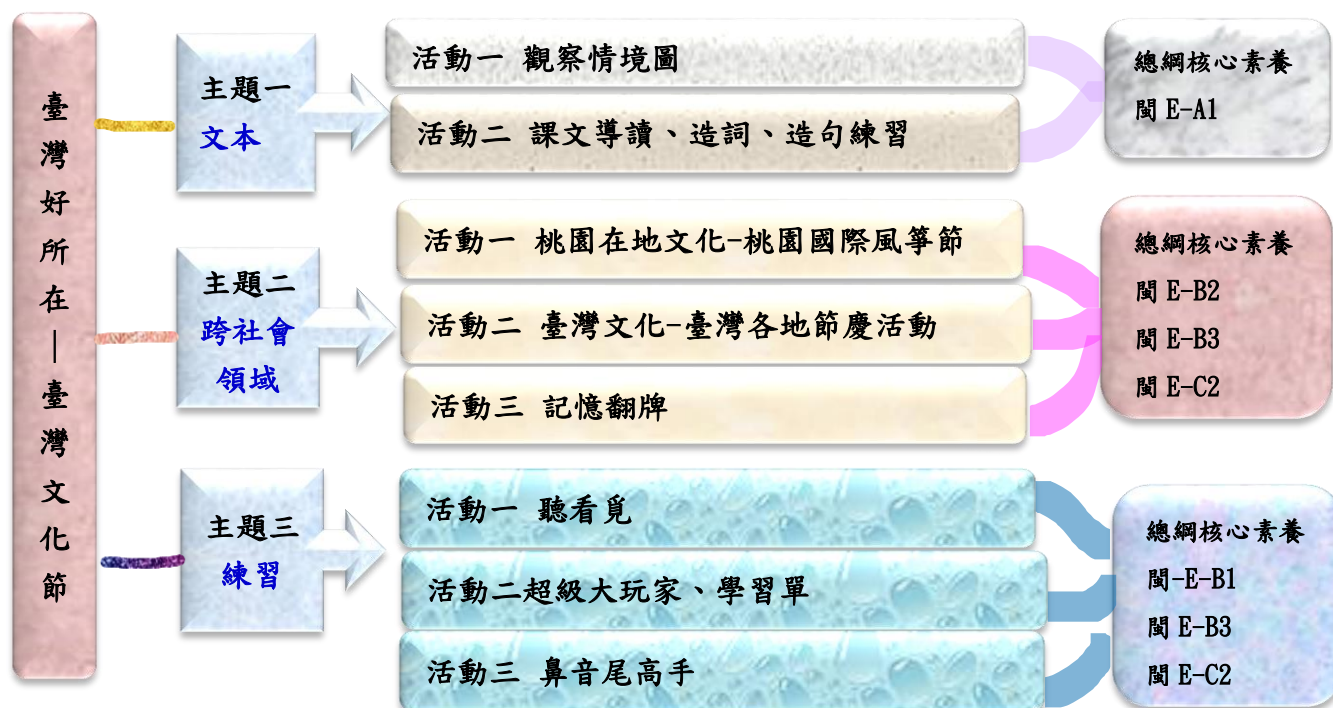 臺灣好所在—臺灣文化節
主題一
文本
活動一 觀察情境圖
活動二 課文導讀、造詞、造句練習
總綱核心素養
閩 E-A1
主題二
跨社會
領域
活動一 桃園在地文化-桃園國際風箏節
活動二 臺灣文化-臺灣各地節慶活動
活動三 記憶翻牌
總綱核心素養
閩 E-B2
閩 E-B3
閩 E-C2
主題三
練習
活動一 聽看覓
活動二超級大玩家、學習單
活動三 鼻音尾高手
總綱核心素養
閩-E-B1
閩 E-B3
閩 E-C2